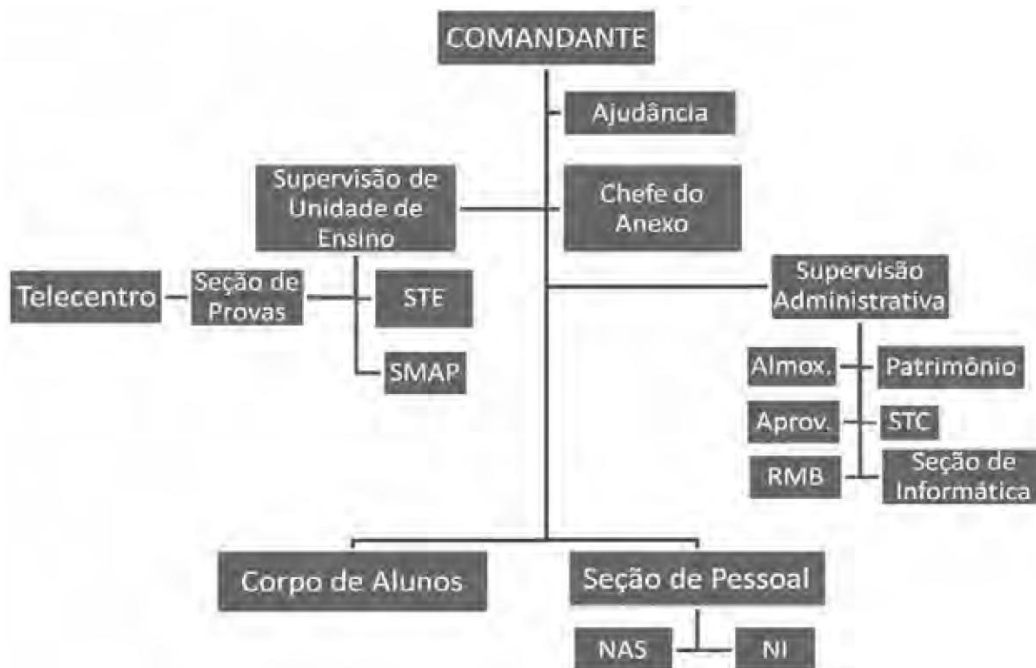 COMANDANTE
Ajudância
Supervisão de
Unidade de
Ensino
Chefe do
Anexo
Telecentro
Seção de
Provas
STE
SMAP
Supervisão
Administrativa
Almox.
Patrimônio
Aprov.
STC
RMB
Seção de
Informática
Corpo de Alunos
Seção de Pessoal
NAS
NI